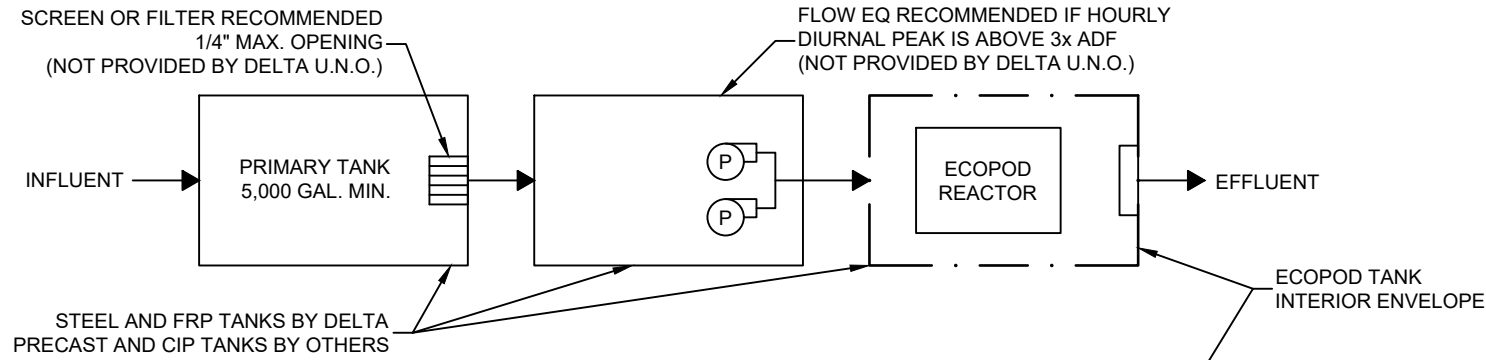 SCREEN OR FILTER RECOMMENDED
1/4" MAX. OPENING
(NOT PROVIDED BY DELTA U.N.O.)
FLOW EQ RECOMMENDED IF HOURLY
DIURNAL PEAK IS ABOVE 3x ADF
(NOT PROVIDED BY DELTA U.N.O.)
INFLUENT
PRIMARY TANK
5,000 GAL. MIN.
P
P
ECOPOD
REACTOR
EFFLUENT
ECOPOD TANK
INTERIOR ENVELOPE
STEEL AND FRP TANKS BY DELTA
PRECAST AND CIP TANKS BY OTHERS